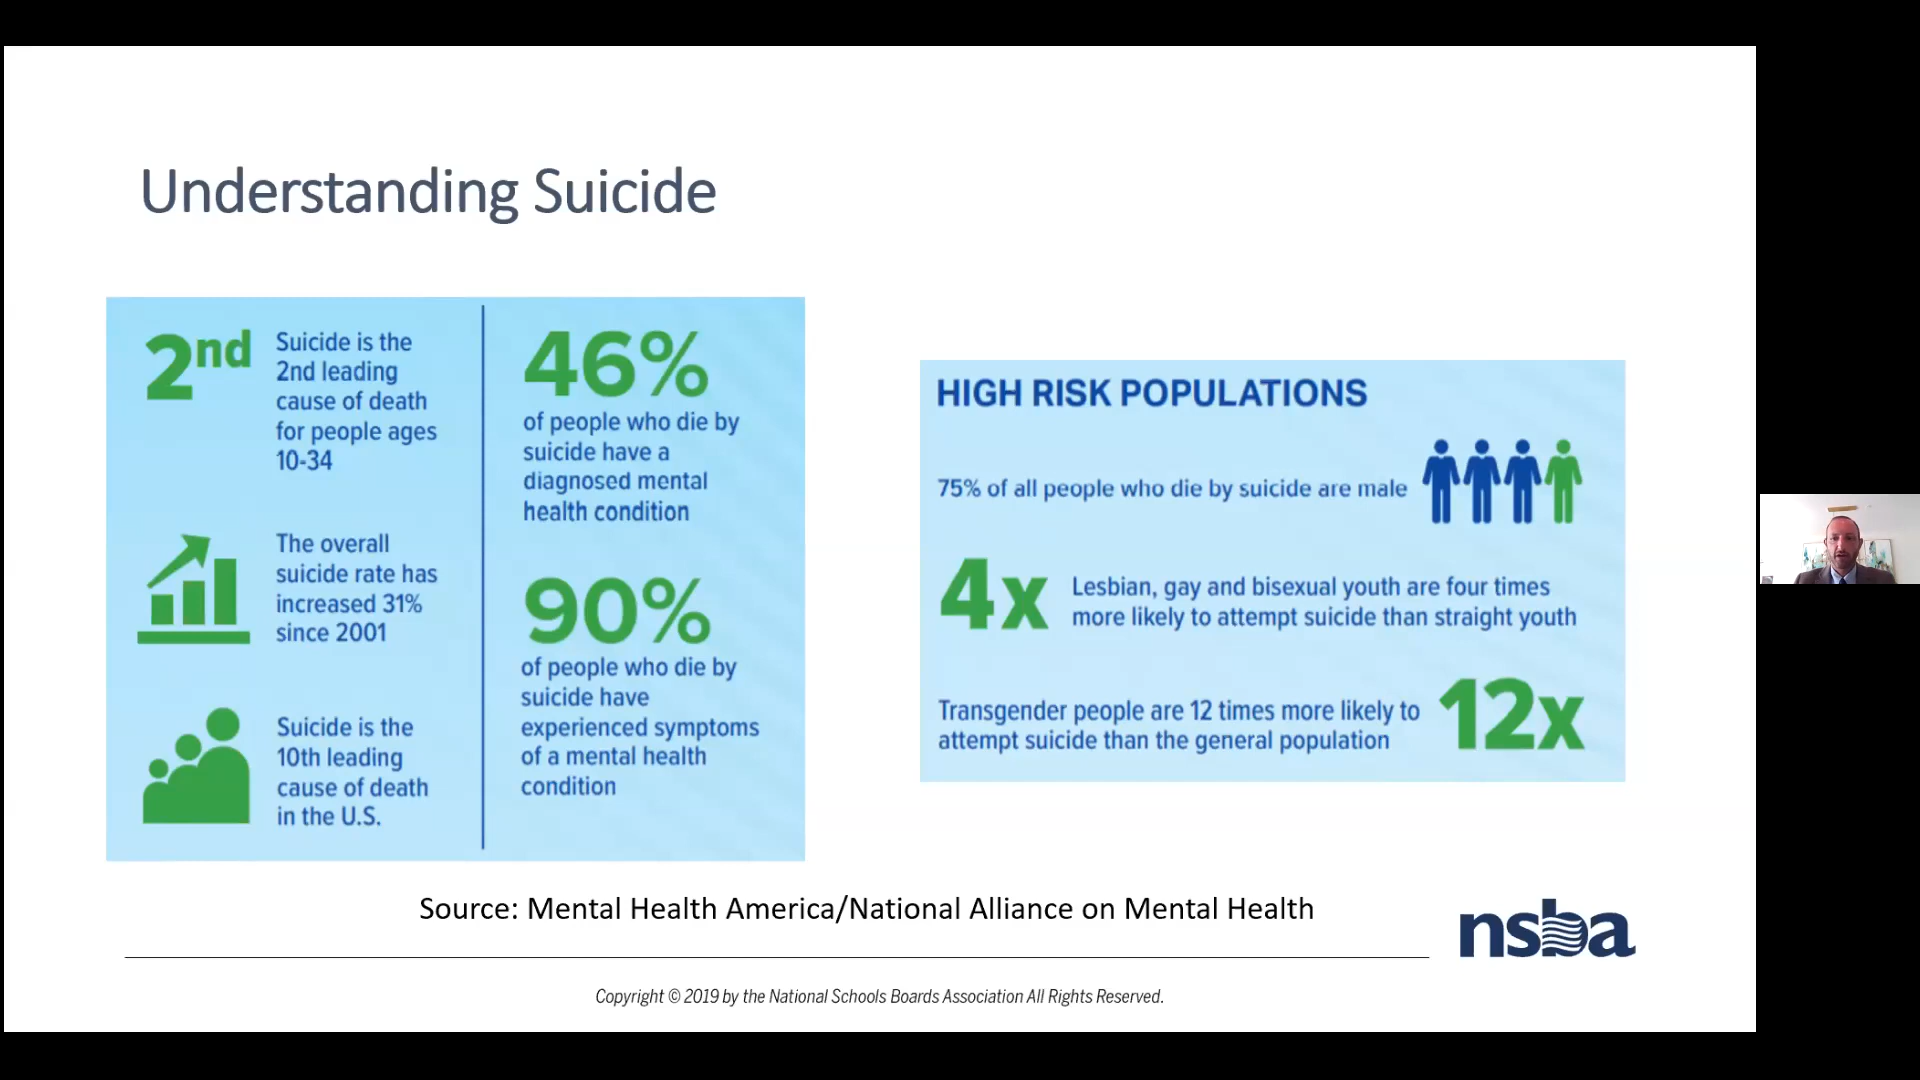 Understanding Suicide
2nd
Suicide is the
2nd leading
cause of death
for people ages
10-34
The overall
suicide rate has
increased 31%
since 2001
Suicide is the
10th leading
cause of death
in the U.S.
46%
of people who die by
suicide have a
diagnosed mental
health condition
90%
of people who die by
suicide have
experienced symptoms
of a mental health
condition
HIGH RISK POPULATIONS
75% of all people who die by suicide are male
4x
Lesbian, gay and bisexual youth are four times
more likely to attempt suicide than straight youth
Transgender people are 12 times more likely to
attempt suicide than the general population
12x
Source: Mental Health America/National Alliance on Mental Health
nsba
Copyright © 2019 by the National Schools Boards Association All Rights Reserved.